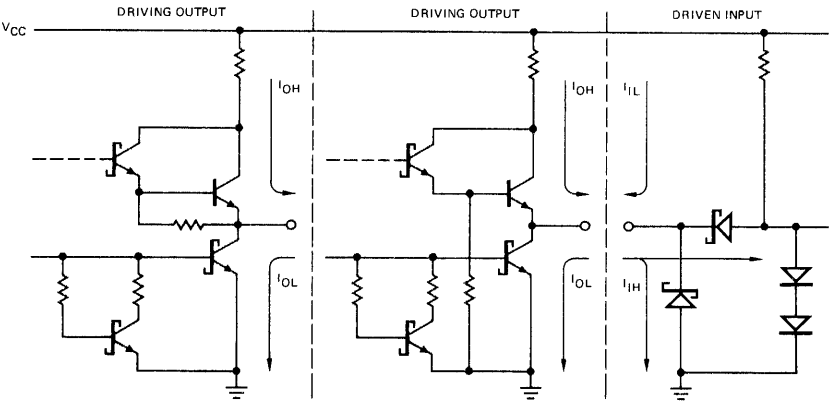 DRIVING OUTPUT
DRIVING OUTPUT
DRIVEN INPUT
VCC
IOH
IOH
IIL
IOL
IOL
IIH